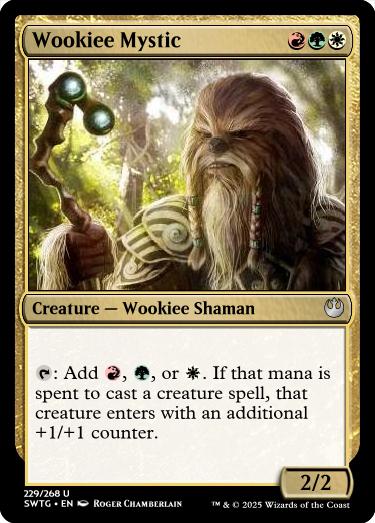 Wookiee Mystic
Creature — Wookiee Shaman
: Add , , or . If that mana is
spent to cast a creature spell, that
creature enters with an additional
+1/+1 counter.
2/2
229/268 U
SWTG • EN Roger Chamberlain
™ & © 2025 Wizards of the Coast